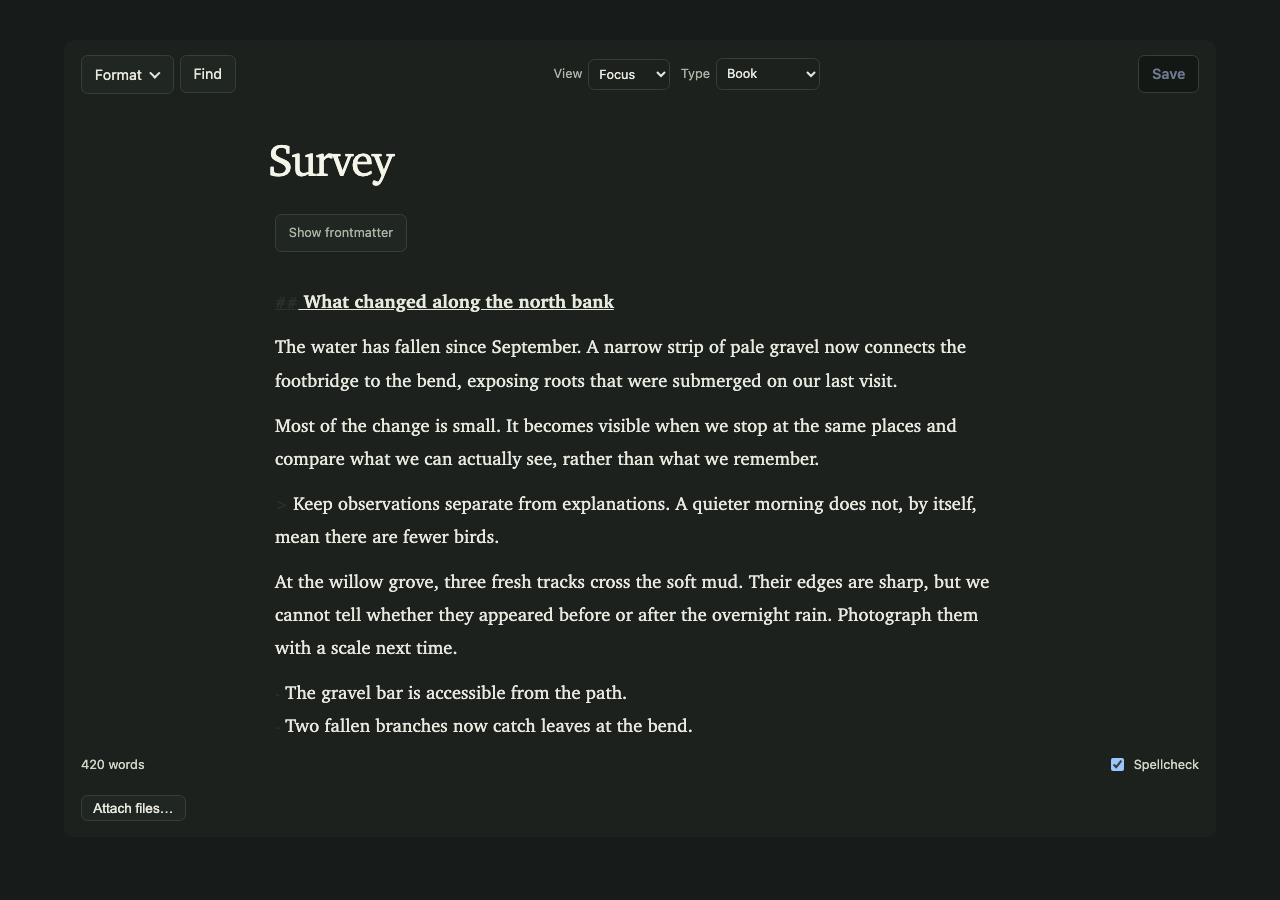 Format Find View Focus Type Book Save
Survey
Show frontmatter
## What changed along the north bank
The water has fallen since September. A narrow strip of pale gravel now connects the
footbridge to the bend, exposing roots that were submerged on our last visit.
Most of the change is small. It becomes visible when we stop at the same places and
compare what we can actually see, rather than what we remember.
> Keep observations separate from explanations. A quieter morning does not, by itself,
mean there are fewer birds.
At the willow grove, three fresh tracks cross the soft mud. Their edges are sharp, but we
cannot tell whether they appeared before or after the overnight rain. Photograph them
with a scale next time.
- The gravel bar is accessible from the path.
- Two fallen branches now catch leaves at the bend.
420 words Spellcheck
Attach files…